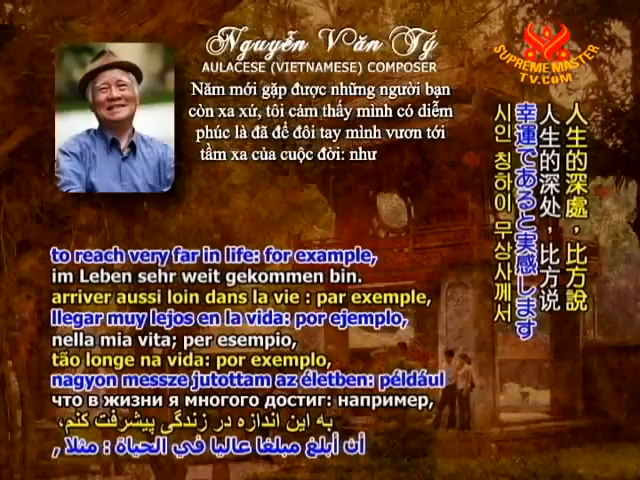 Nguyễn Văn Tý
AULACESE (VIETNAMESE) COMPOSER
SUPREME MASTER
TV.COM
Năm mới gặp được những người bạn
còn xa xứ, tôi cảm thấy mình có diễm
phúc là đã để đôi tay mình vươn tới
tầm xa của cuộc đời: như
人生的深處，比方說
人生的深处，比方说
幸運であると実感します
시인 칭하이 무상사께서
to reach very far in life: for example,
im Leben sehr weit gekommen bin.
arriver aussi loin dans la vie : par exemple,
llegar muy lejos en la vida: por ejemplo,
nella mia vita; per esempio,
tão longe na vida: por exemplo,
nagyon messze jutottam az életben: például
что в жизни я многого достиг: например,
به این اندازه در زندگی پیشرفت کنم،
أن أبلغ مبلغا عاليا في الحياة : مثلا ,